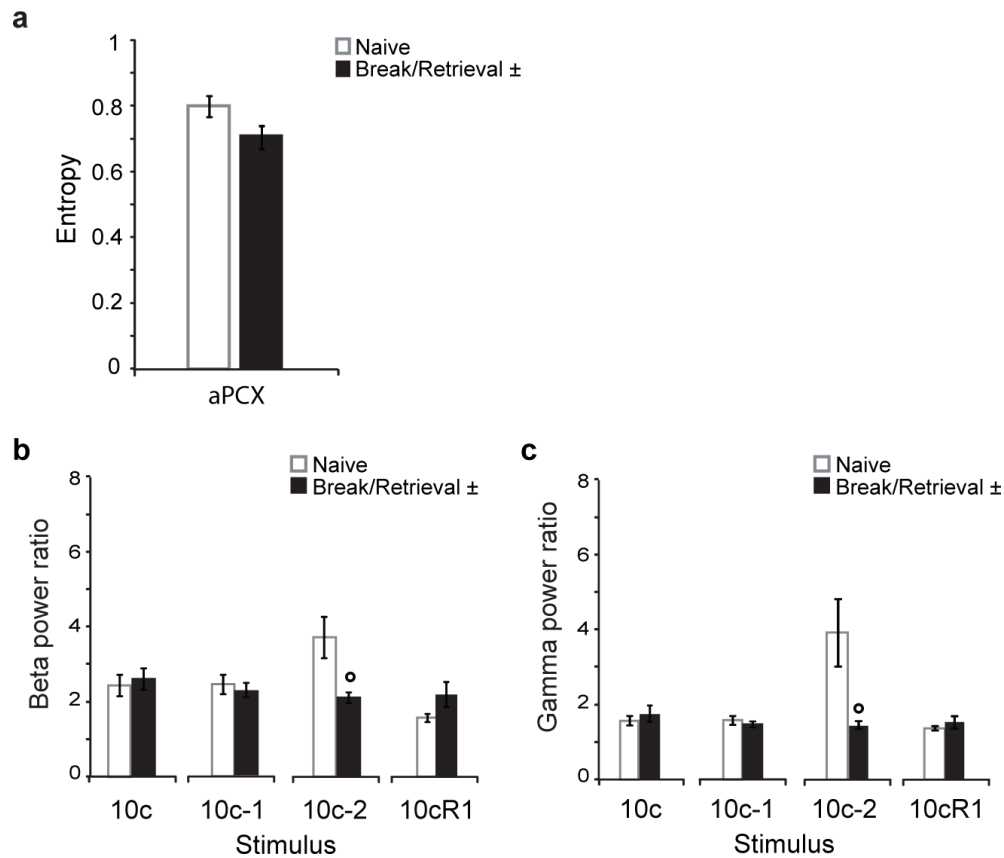 a
1
0.8
0.6
0.4
0.2
0
Entropy
aPCX
Naive
Break/Retrieval ±
b
8
6
4
2
0
Beta power ratio
Naive
Break/Retrieval ±
10c
10c-1
10c-2
10cR1
Stimulus
c
8
6
4
2
0
Gamma power ratio
Naive
Break/Retrieval ±
10c
10c-1
10c-2
10cR1
Stimulus